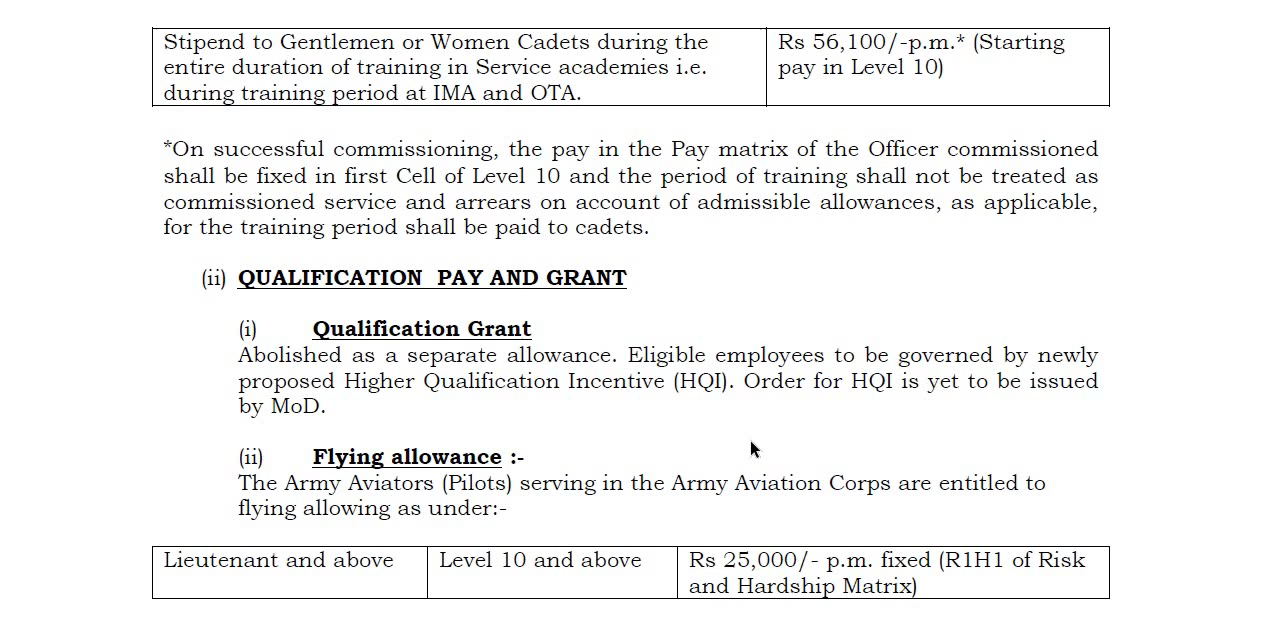 Stipend to Gentlemen or Women Cadets during the
entire duration of training in Service academies i.e.
during training period at IMA and OTA.
Rs 56,100/-p.m.* (Starting
pay in Level 10)
*On successful commissioning, the pay in the Pay matrix of the Officer commissioned
shall be fixed in first Cell of Level 10 and the period of training shall not be treated as
commissioned service and arrears on account of admissible allowances, as applicable,
for the training period shall be paid to cadets.
(ii) QUALIFICATION PAY AND GRANT
(i) Qualification Grant
Abolished as a separate allowance. Eligible employees to be governed by newly
proposed Higher Qualification Incentive (HQI). Order for HQI is yet to be issued
by MoD.
(ii) Flying allowance :-
The Army Aviators (Pilots) serving in the Army Aviation Corps are entitled to
flying allowing as under:-
Lieutenant and above
Level 10 and above
Rs 25,000/- p.m. fixed (R1H1 of Risk
and Hardship Matrix)